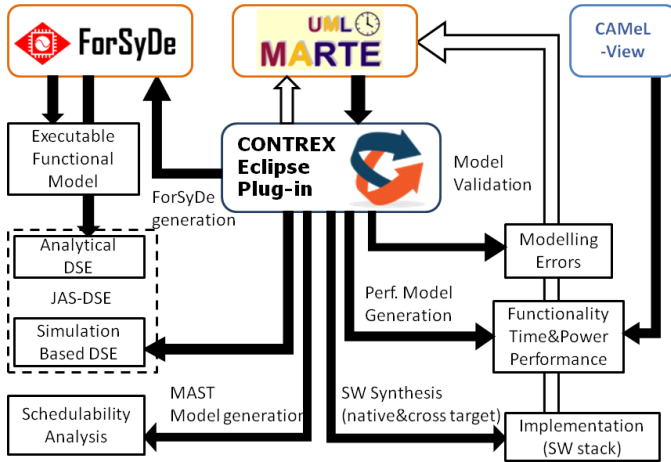 ForSyDe
UML
MARTE
CAMeL
-View
Executable
Functional
Model
CONTREX
Eclipse
Plug-in
Model
Validation
ForSyDe
generation
Analytical
DSE
JAS-DSE
Simulation
Based DSE
Modelling
Errors
Perf. Model
Generation
Functionality
Time&Power
Performance
MAST
Model generation
SW Synthesis
(native&cross target)
Schedulability
Analysis
Implementation
(SW stack)